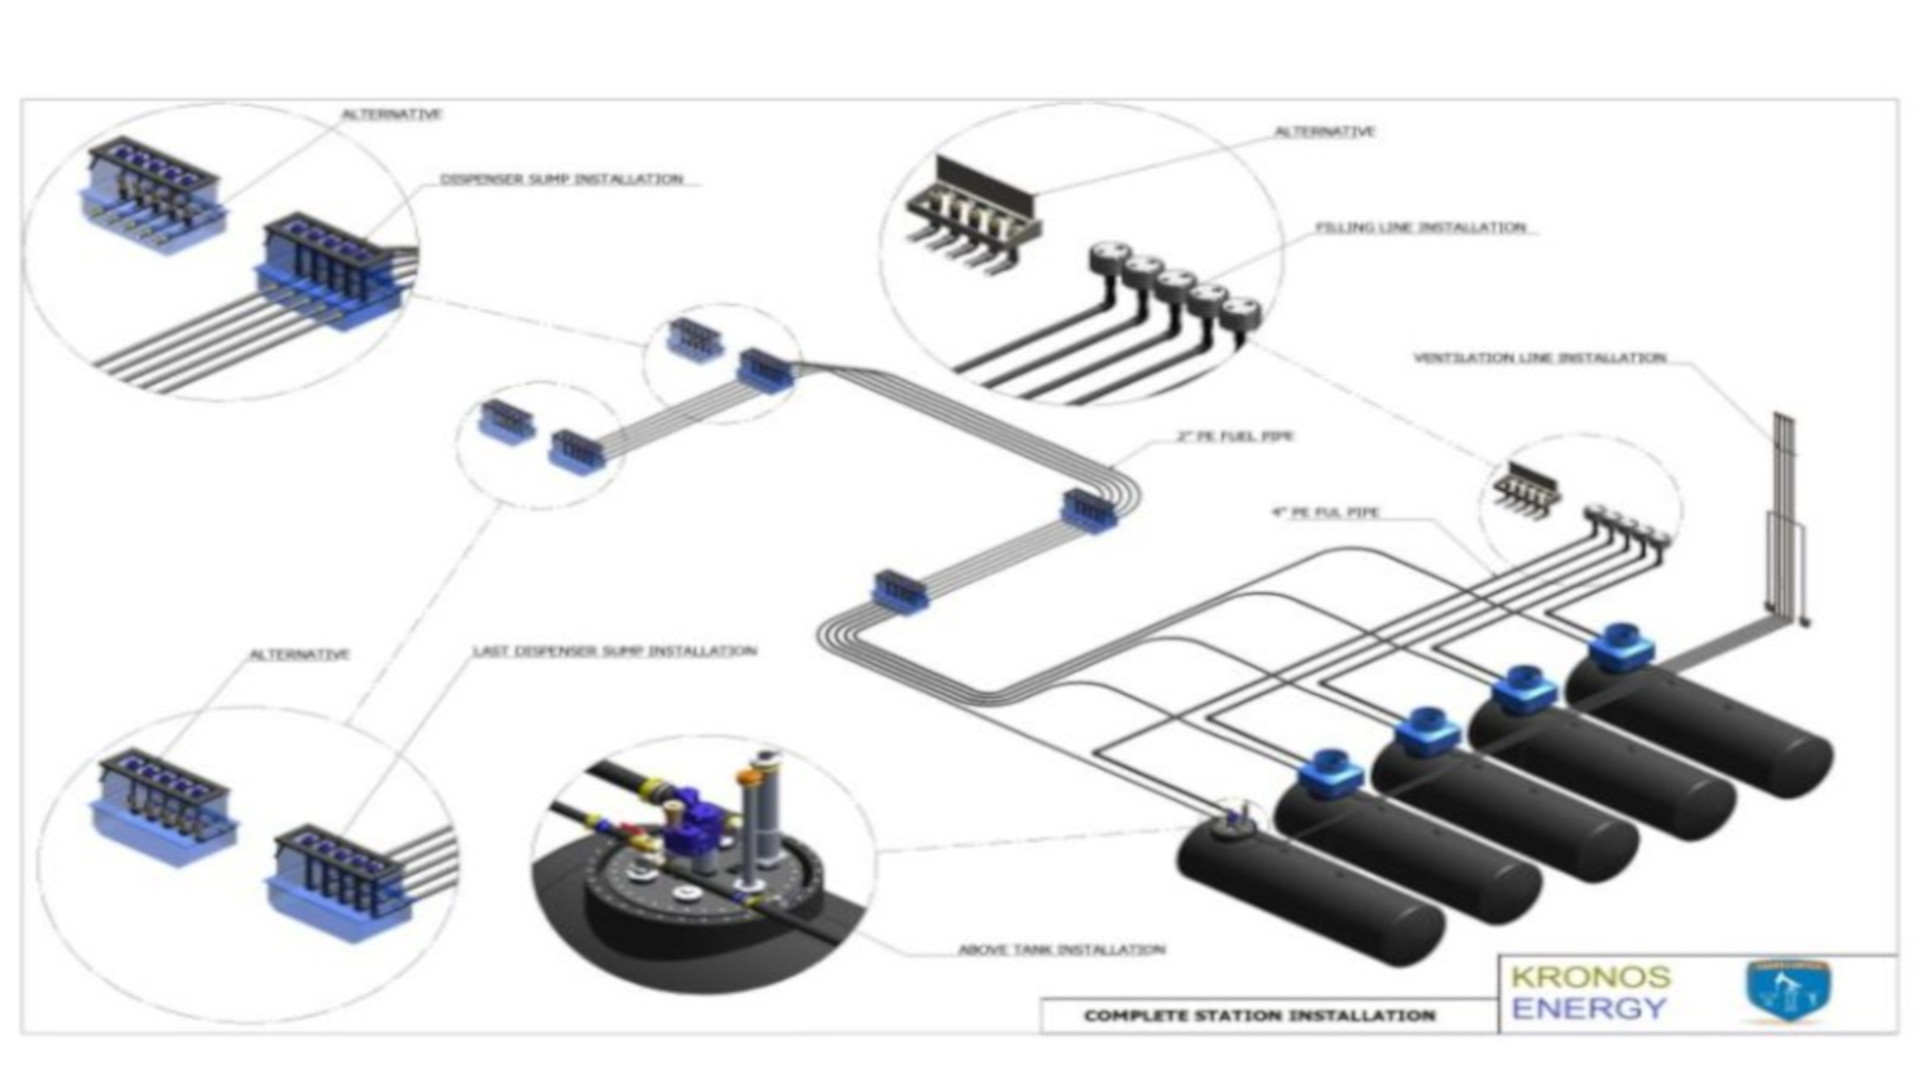 ALTERNATIVE
DISPENSER SUMP INSTALLATION
ALTERNATIVE
FILLING LINE INSTALLATION
VENTILATION LINE INSTALLATION
2" PE FUEL PIPE
4" PE FUL PIPE
ALTERNATIVE
LAST DISPENSER SUMP INSTALLATION
ABOVE TANK INSTALLATION
COMPLETE STATION INSTALLATION
KRONOS
ENERGY